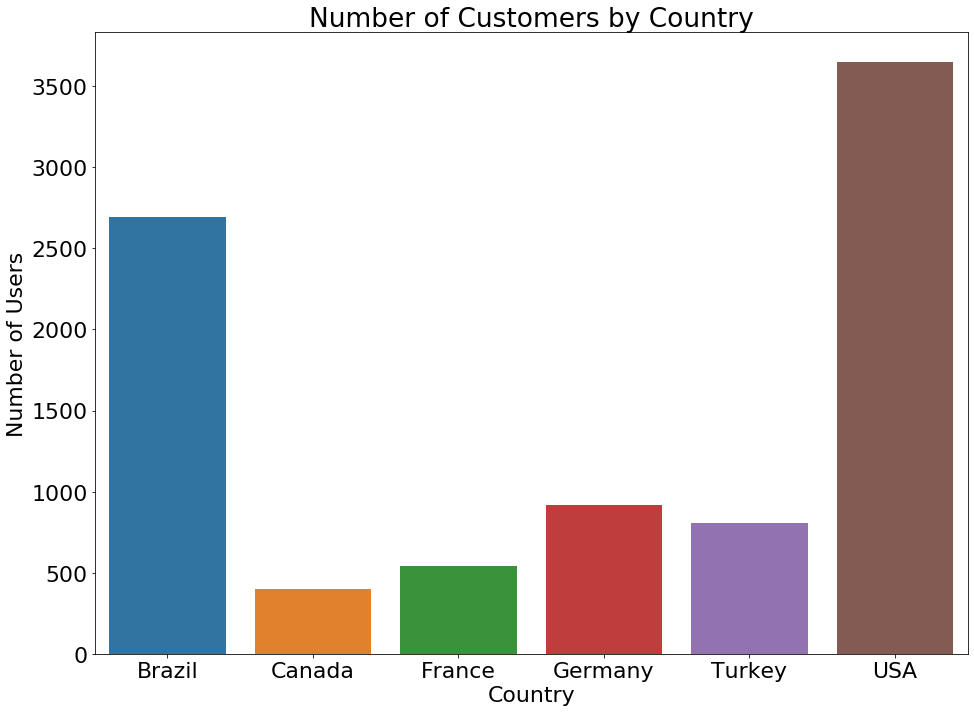 Number of Customers by Country
Number of Users
3500
3000
2500
2000
1500
1000
500
0
Brazil Canada France Germany Turkey USA
Country